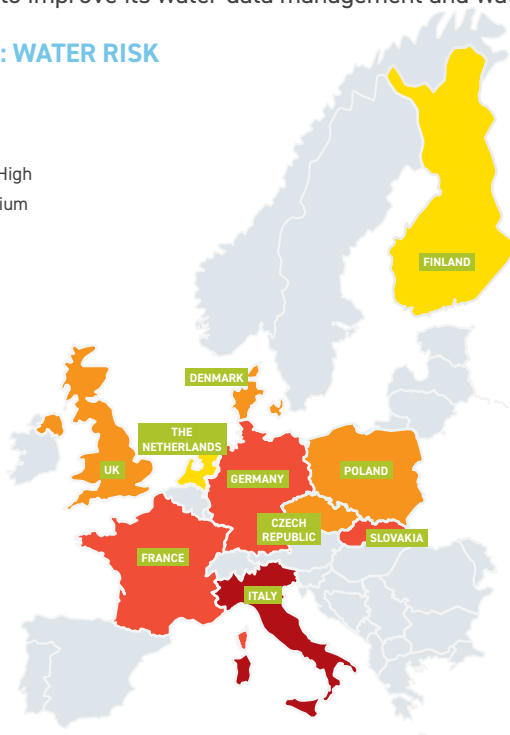 to improve its water data management and wat
: WATER RISK
High
ium
FINLAND
DENMARK
THE
NETHERLANDS
UK
GERMANY
POLAND
CZECH
REPUBLIC
SLOVAKIA
FRANCE
ITALY